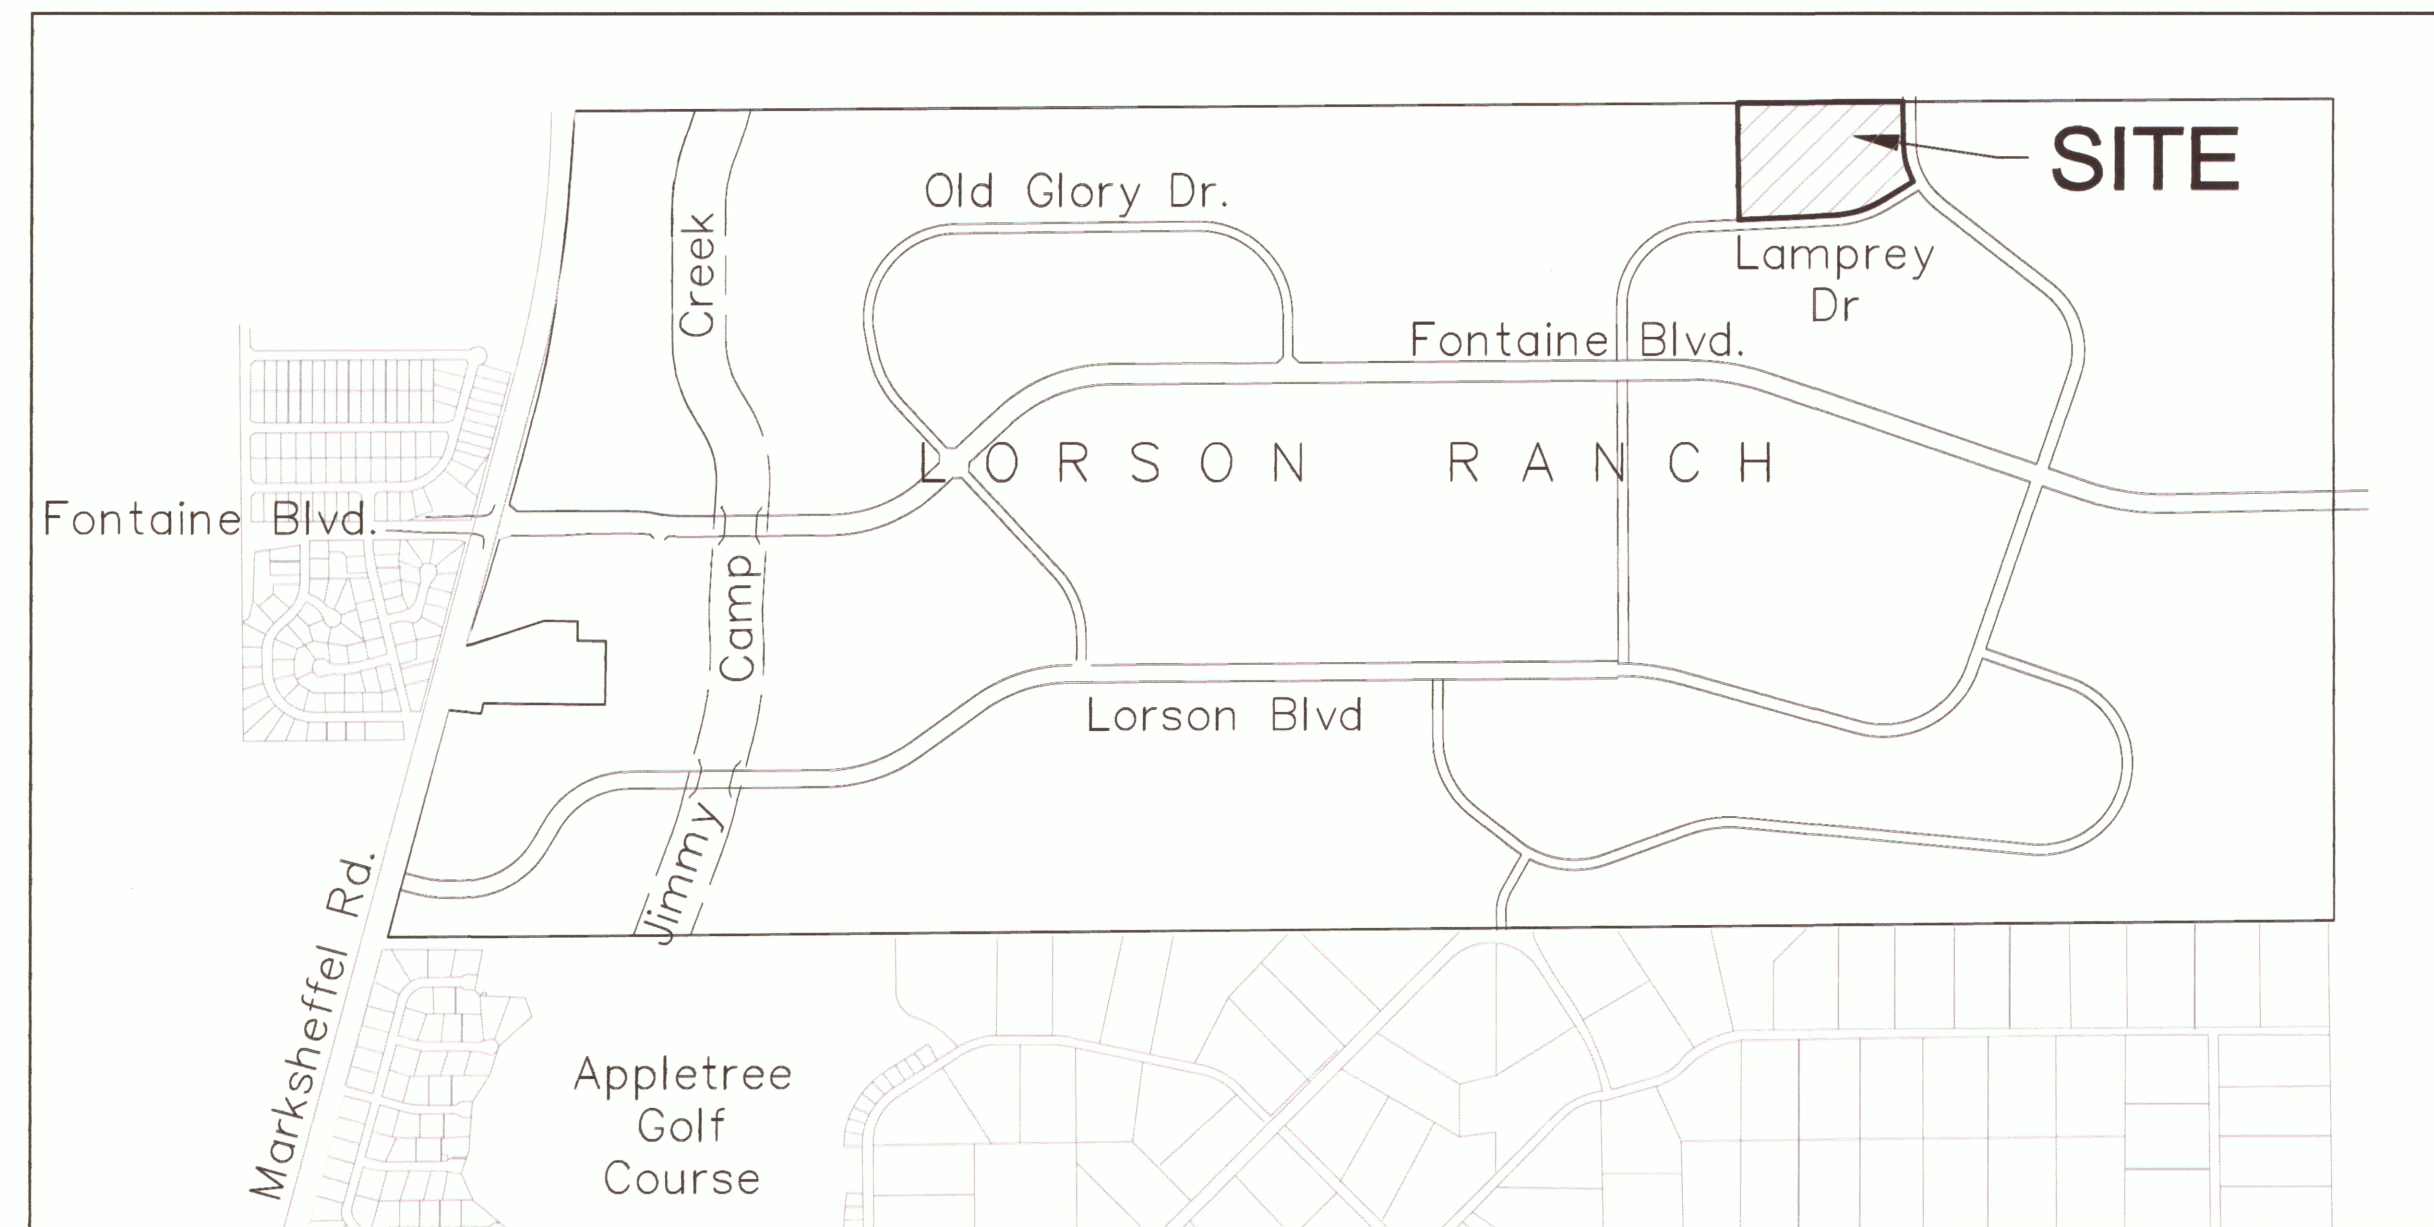 SITE
Old Glory Dr.
Creek
Lamprey
Dr
Fontaine Blvd.
LORSON RANCH
Fontaine Blvd.
Camp
Lorson Blvd
Jimmy
Marksheffel Rd.
Appletree
Golf
Course